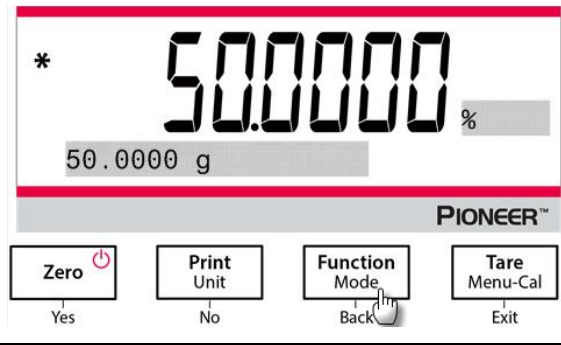 * 50.0000 %
50.0000 g
PIONEER™
Zero Print Function Tare
Unit Mode Menu-Cal
Yes No Back Exit